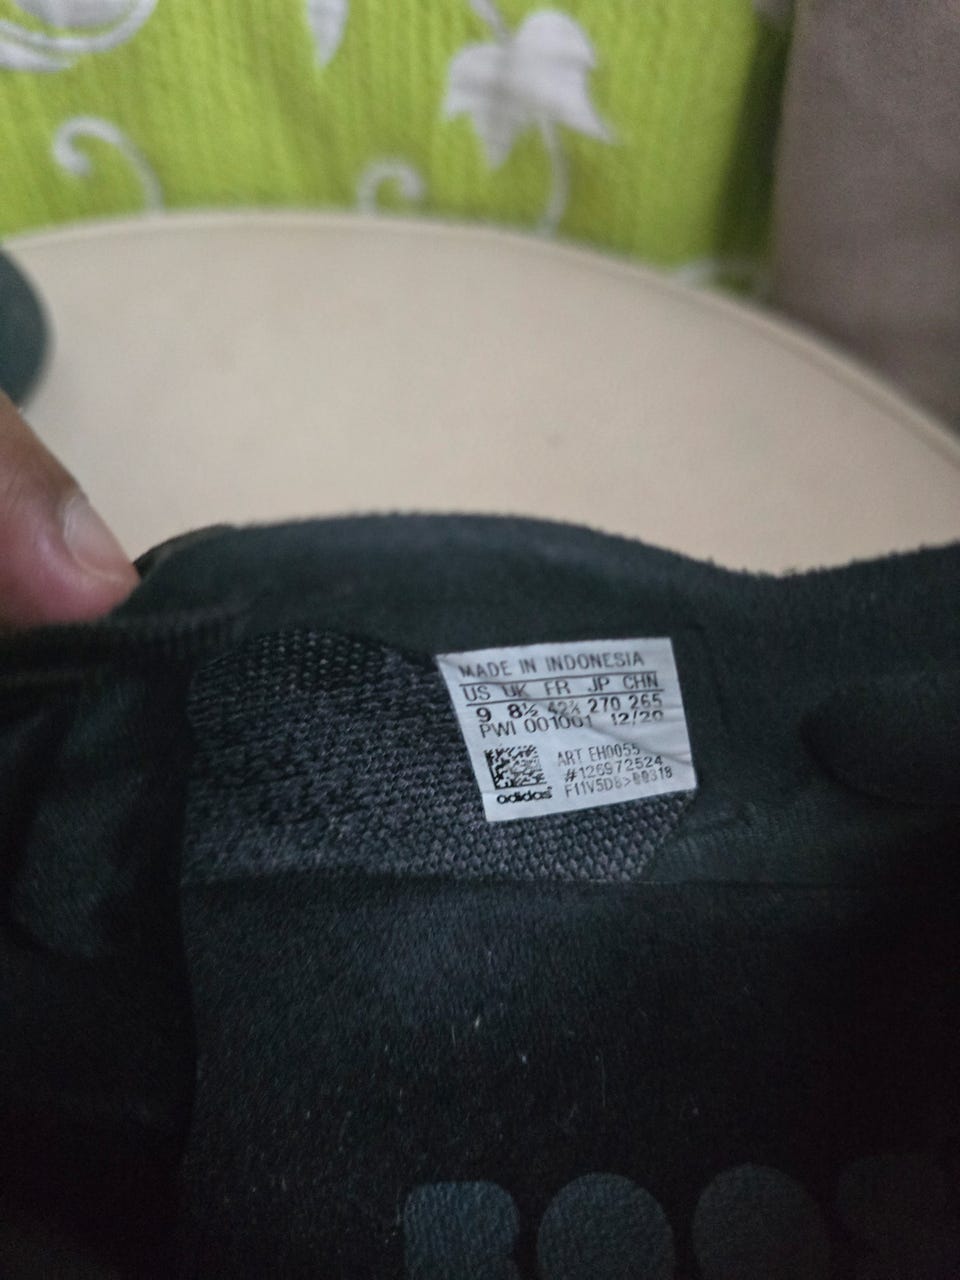 MADE IN INDONESIA
US UK FR JP CHN
9 8½ 42⅔ 270 265
PWI 001001 12/20
ART EH0055
#126972524
adidas